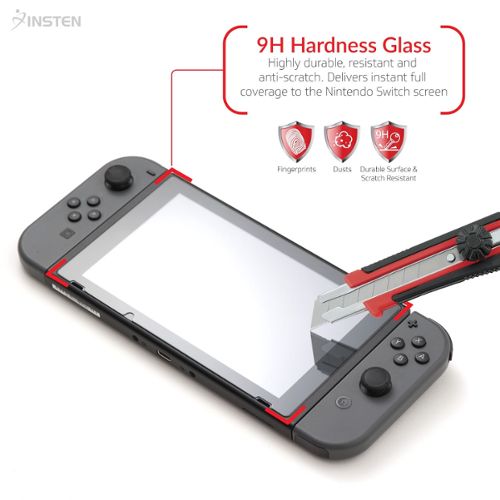 INSTEN
9H Hardness Glass
Highly durable, resistant and
anti-scratch. Delivers instant full
coverage to the Nintendo Switch screen
9H
Fingerprints
Dusts
Durable Surface &
Scratch Resistant